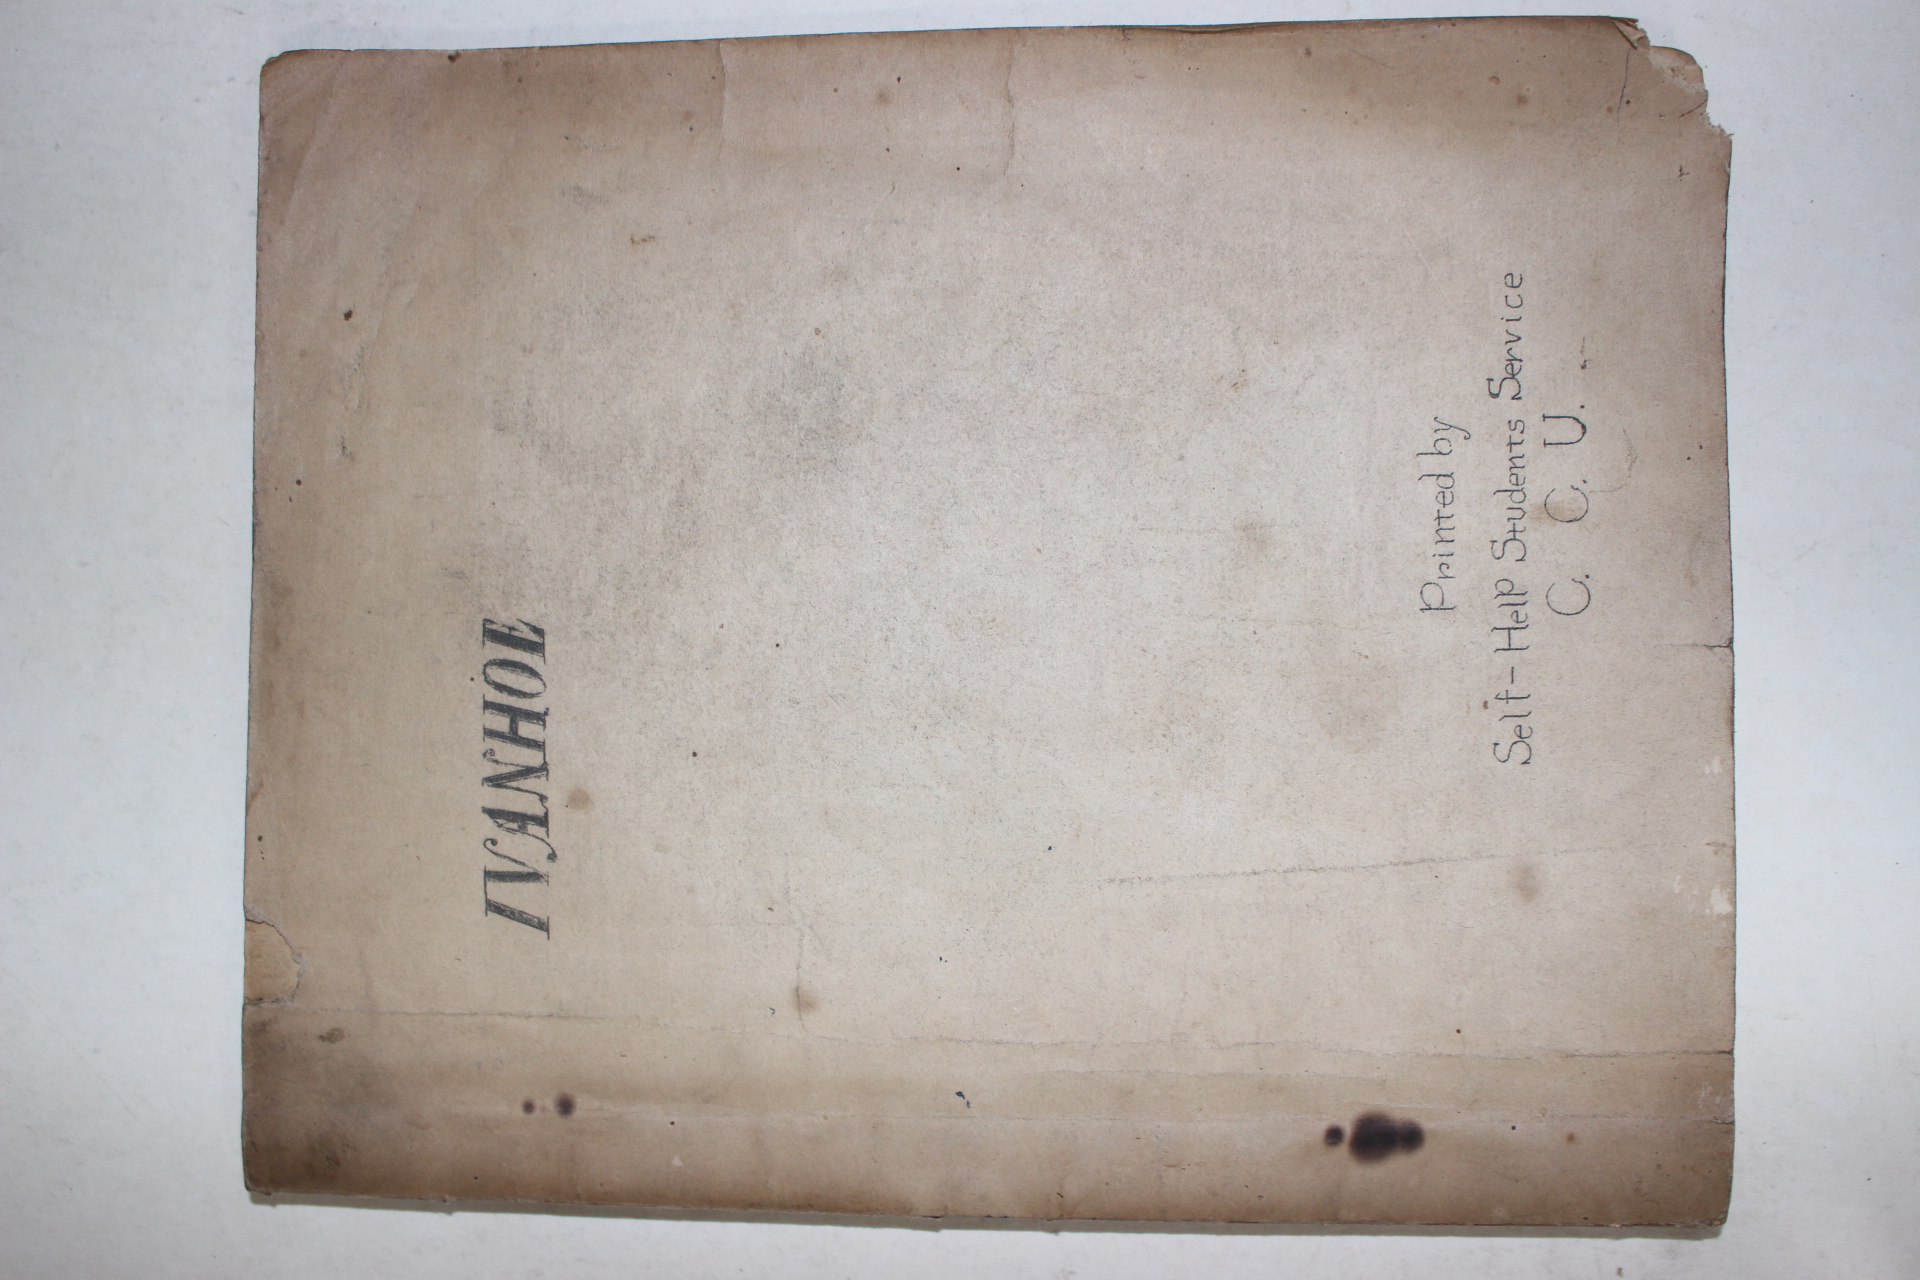 IVANHOE
Printed by
Self-Help Students Service
C. C. U.